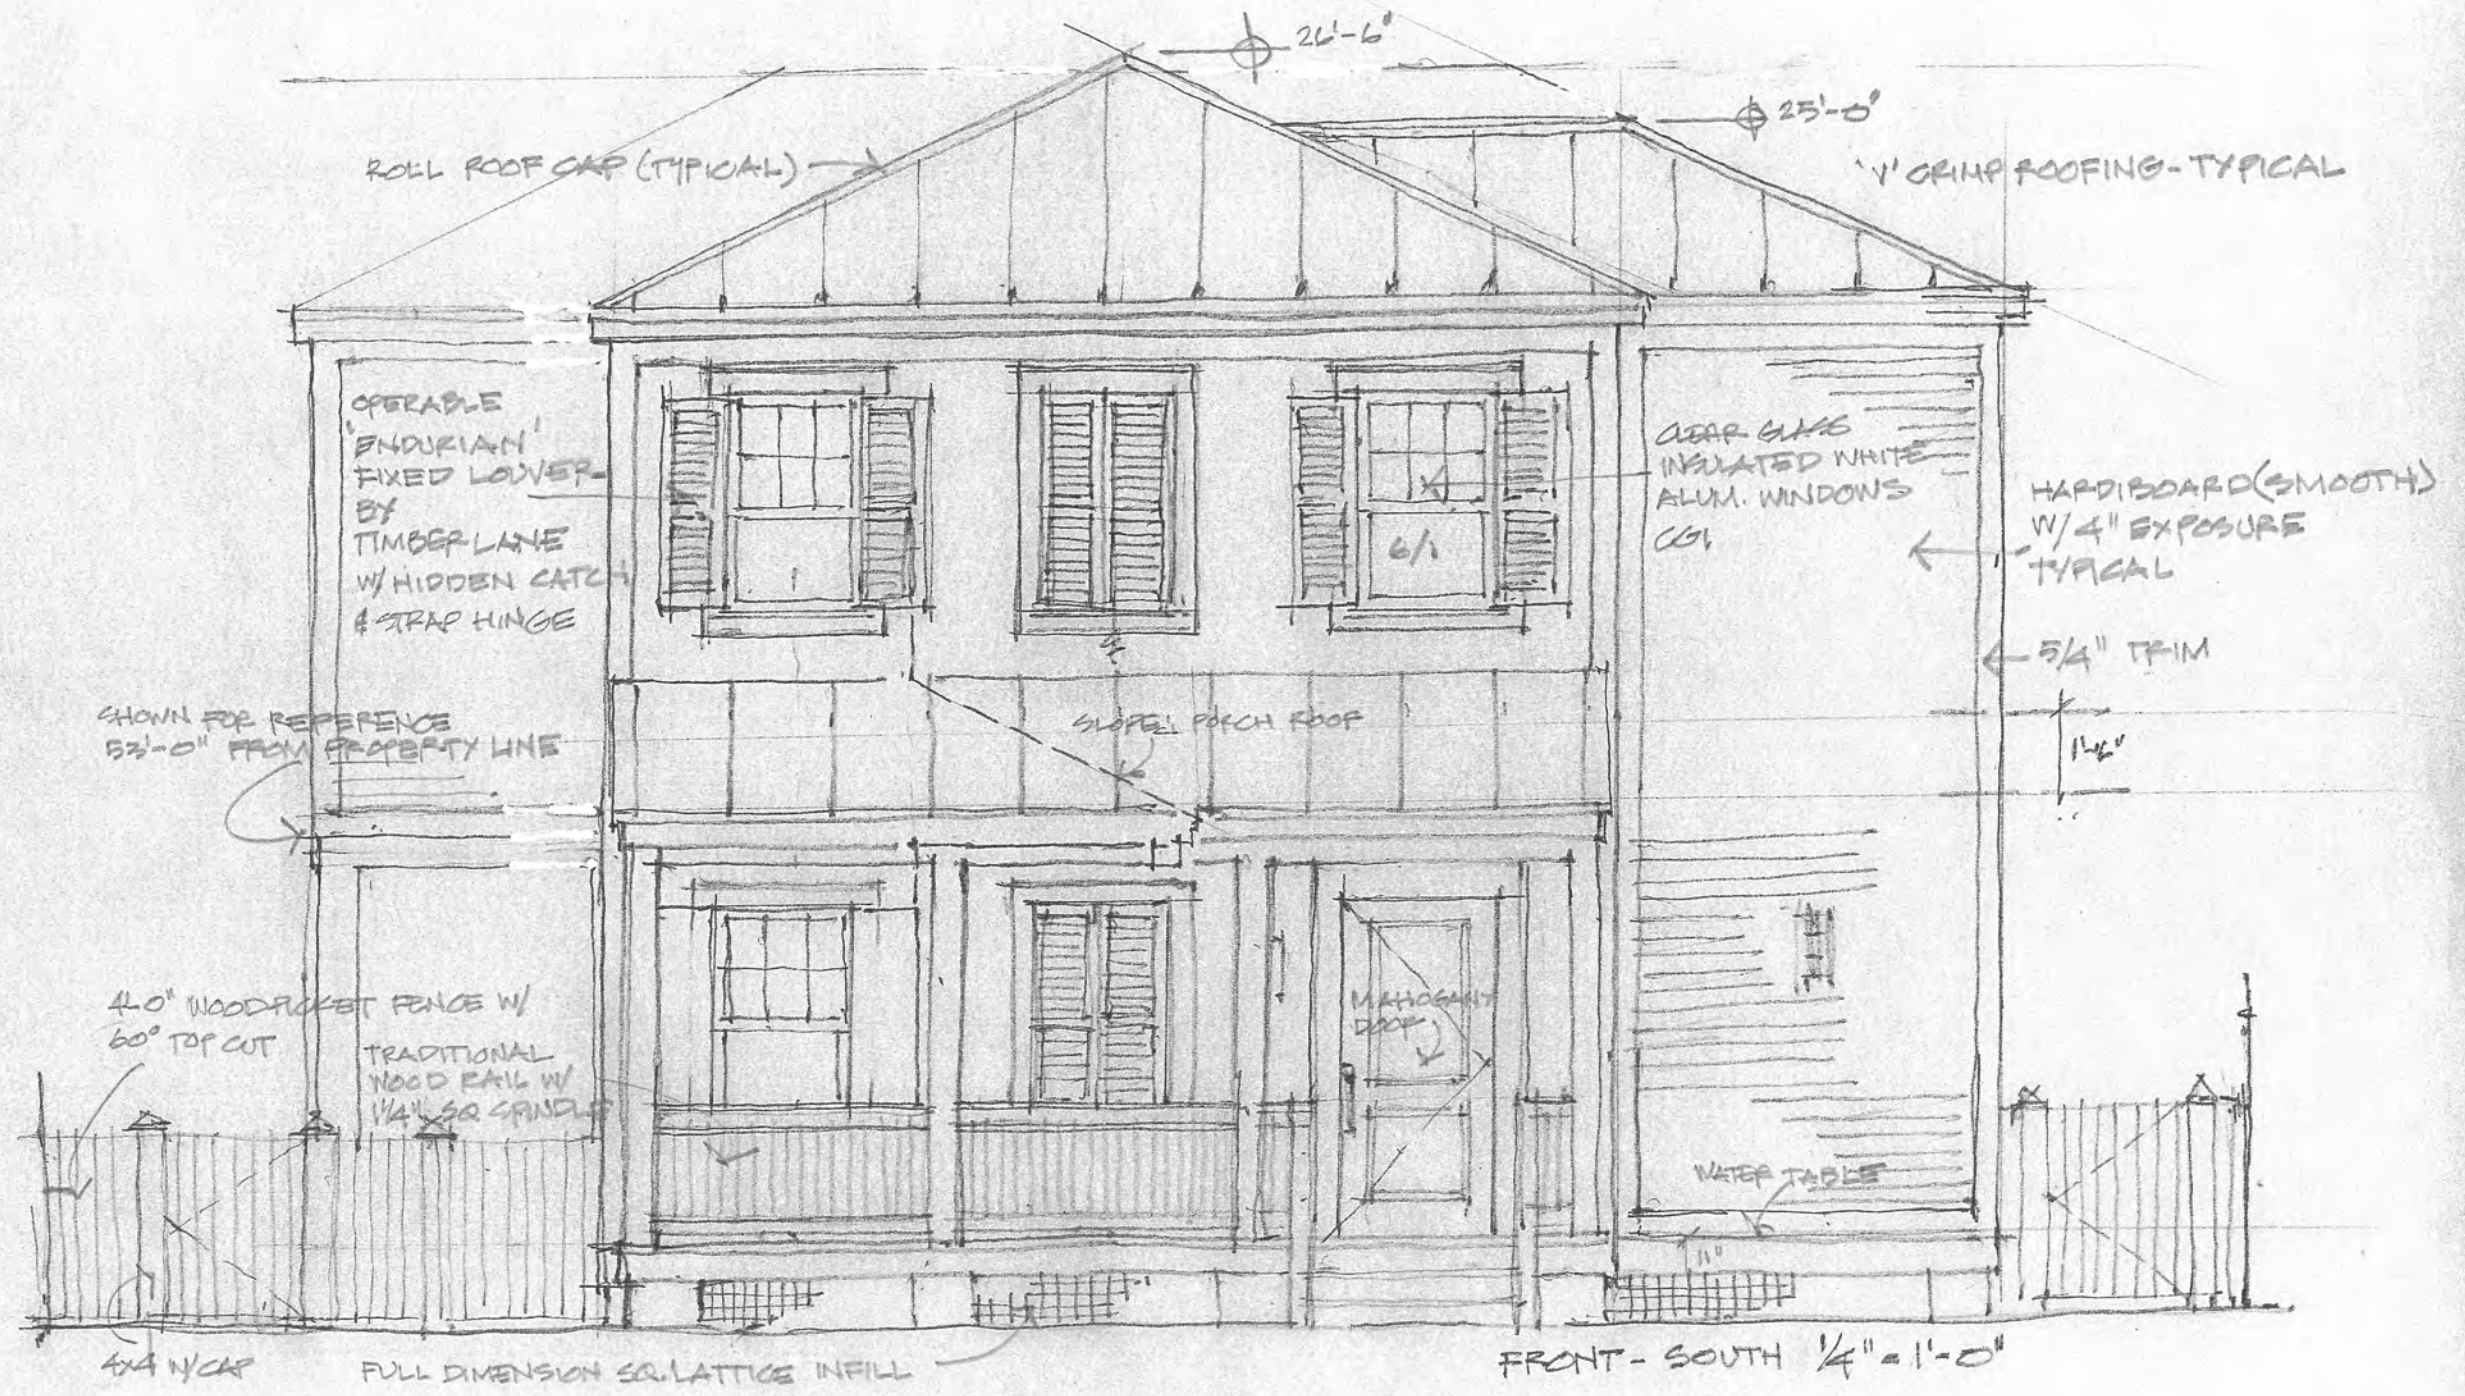 26'-6"
25'-0"
ROLL ROOF CAP (TYPICAL)
'V' CRIMP ROOFING - TYPICAL
OPERABLE
'ENDURIAN'
FIXED LOUVER
BY
TIMBERLANE
W/ HIDDEN CATCH
& STRAP HINGE
CLEAR GLASS
INSULATED WHITE
ALUM. WINDOWS
CGI
6/1
HARDIBOARD (SMOOTH)
W/ 4" EXPOSURE
TYPICAL
5/4" TRIM
SHOWN FOR REFERENCE
53'-0" FROM PROPERTY LINE
SLOPE PORCH ROOF
1'-6"
4'-0" WOOD PICKET FENCE W/
60° TOP CUT
TRADITIONAL
WOOD RAIL W/
1 1/4" SQ SPINDLE
MAHOGANY
DOOR
WATER TABLE
11"
4x4 W/CAP
FULL DIMENSION SQ. LATTICE INFILL
FRONT - SOUTH 1/4" = 1'-0"